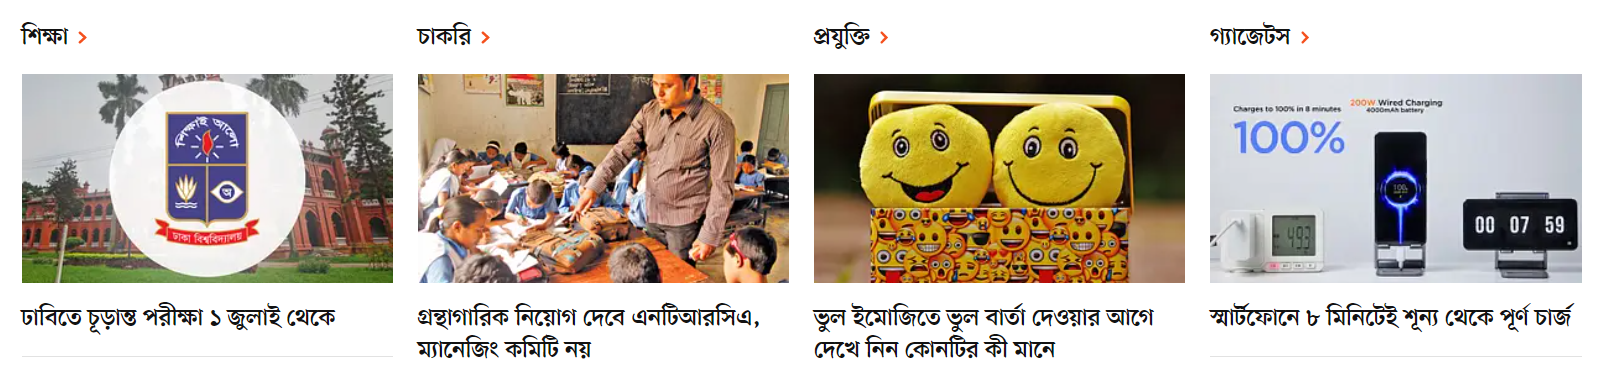 শিক্ষা
ঢাবিতে চূড়ান্ত পরীক্ষা ১ জুলাই থেকে
শিক্ষাই আলো
ঢাকা বিশ্ববিদ্যালয়
চাকরি
গ্রন্থাগারিক নিয়োগ দেবে এনটিআরসিএ,
ম্যানেজিং কমিটি নয়
প্রযুক্তি
ভুল ইমোজিতে ভুল বার্তা দেওয়ার আগে
দেখে নিন কোনটির কী মানে
গ্যাজেটস
Charges to 100% in 8 minutes
100%
200W Wired Charging
4000mAh battery
493
00 07 59
স্মার্টফোনে ৮ মিনিটেই শূন্য থেকে পূর্ণ চার্জ